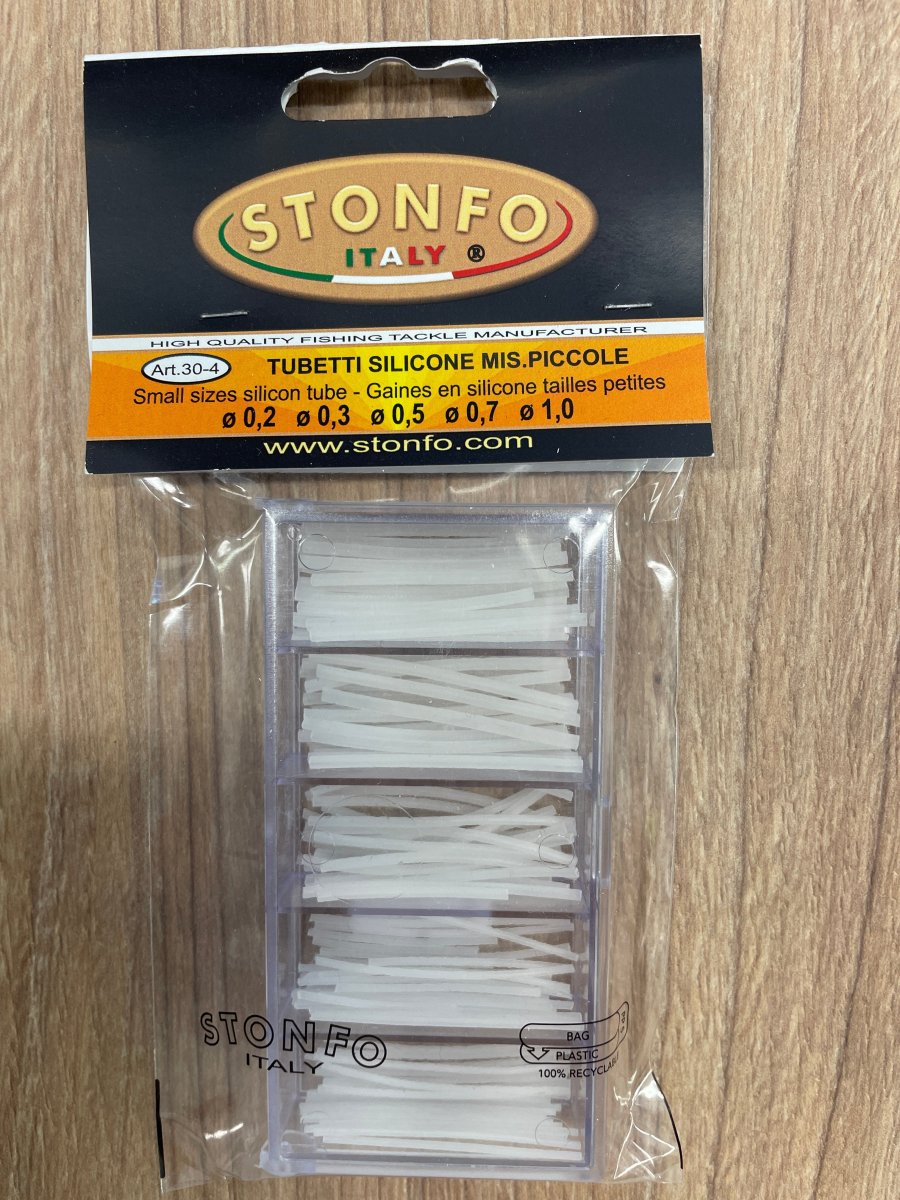 STONFO
ITALY ®
HIGH QUALITY FISHING TACKLE MANUFACTURER
Art.30-4
TUBETTI SILICONE MIS.PICCOLE
Small sizes silicon tube - Gaines en silicone tailles petites
ø 0,2 ø 0,3 ø 0,5 ø 0,7 ø 1,0
www.stonfo.com
STONFO
ITALY
BAG
PLASTIC
100% RECYCLABLE